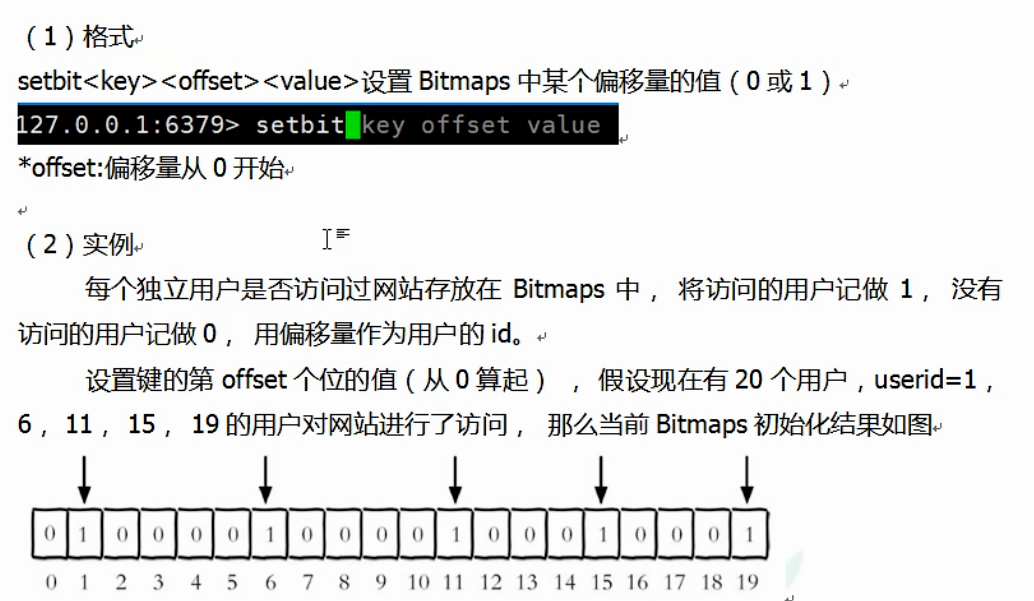 （1）格式
setbit<key><offset><value>设置 Bitmaps 中某个偏移量的值（0 或 1）
127.0.0.1:6379> setbit key offset value
*offset:偏移量从 0 开始
（2）实例
每个独立用户是否访问过网站存放在 Bitmaps 中， 将访问的用户记做 1， 没有
访问的用户记做 0， 用偏移量作为用户的 id。
设置键的第 offset 个位的值（从 0 算起） ， 假设现在有 20 个用户，userid=1，
6， 11， 15， 19 的用户对网站进行了访问， 那么当前 Bitmaps 初始化结果如图
0 1 0 0 0 0 1 0 0 0 0 1 0 0 0 1 0 0 0 1
0 1 2 3 4 5 6 7 8 9 10 11 12 13 14 15 16 17 18 19